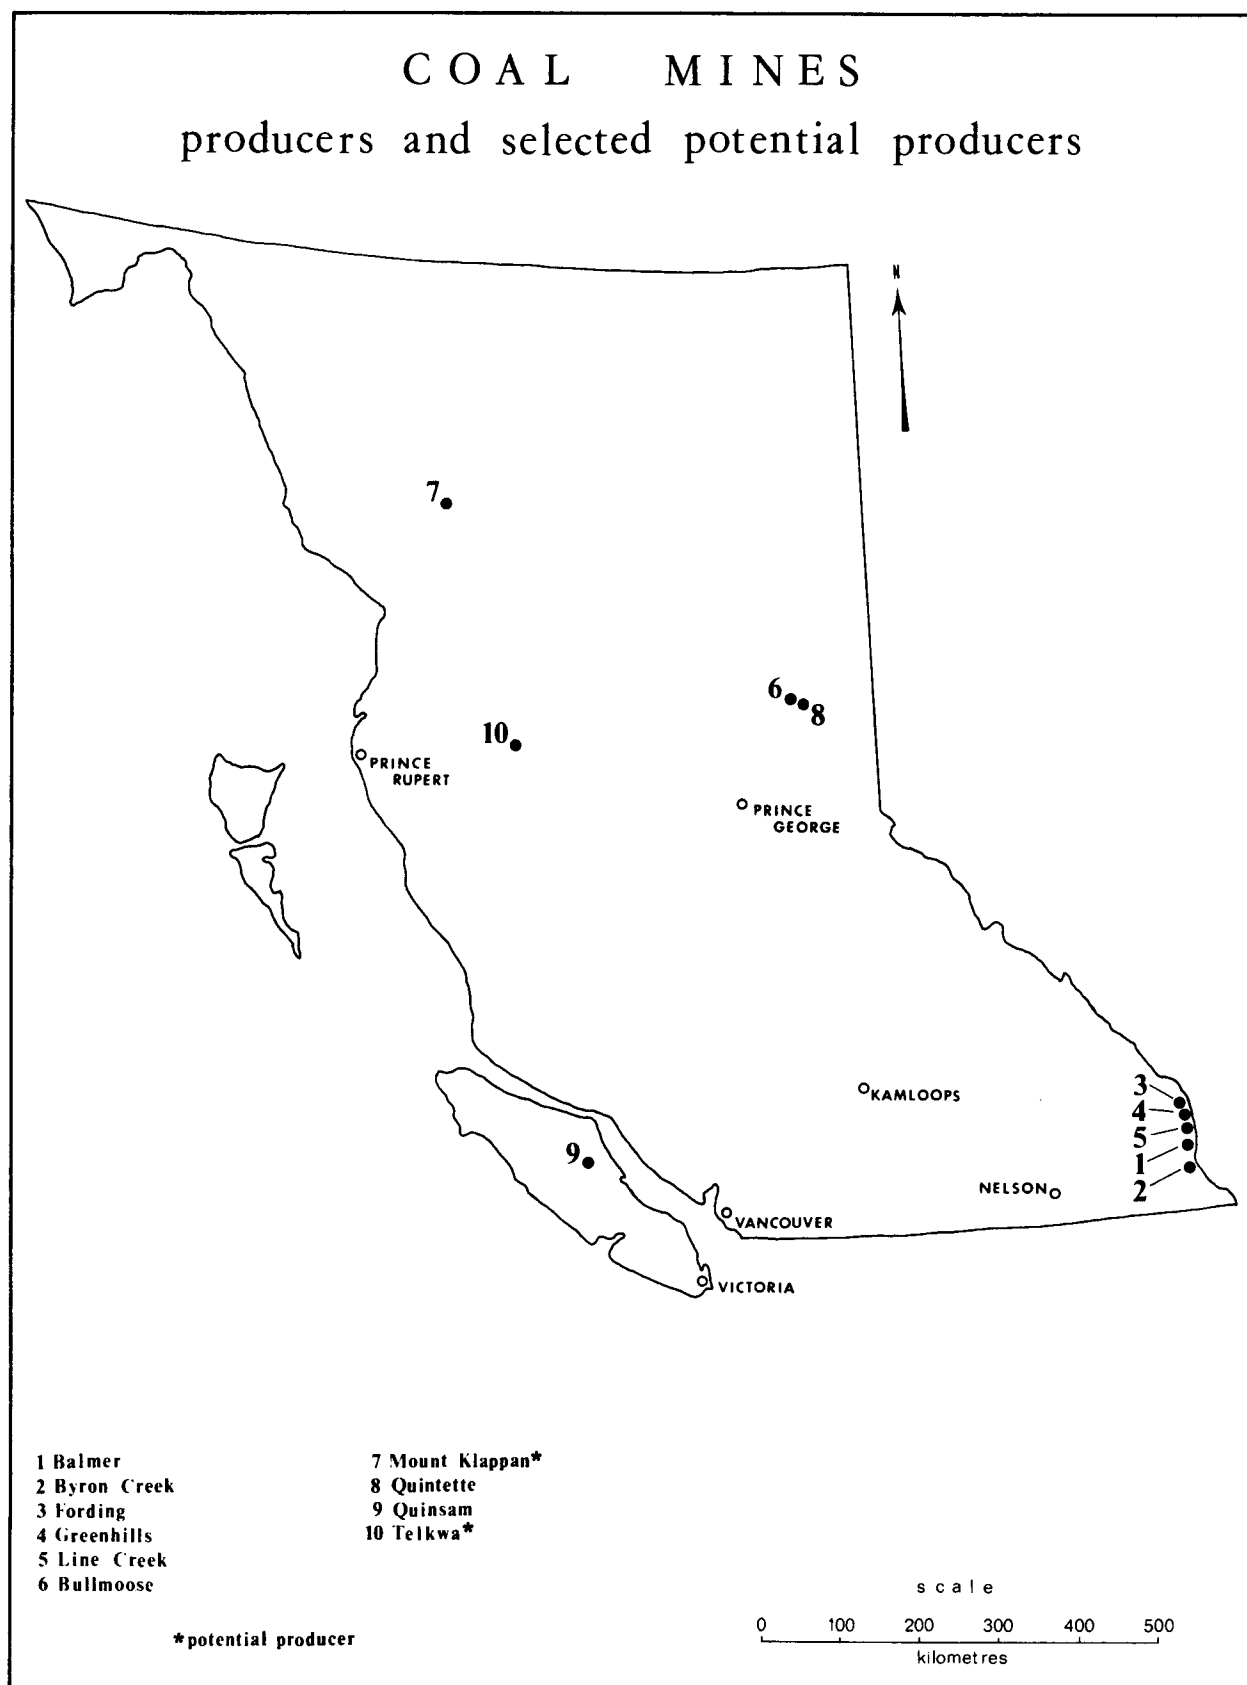 COAL MINES
producers and selected potential producers
N
7
6
8
10
PRINCE
RUPERT
PRINCE
GEORGE
3
KAMLOOPS
4
5
9
1
2
NELSON
VANCOUVER
VICTORIA
1 Balmer
2 Byron Creek
3 Fording
4 Greenhills
5 Line Creek
6 Bullmoose
7 Mount Klappan*
8 Quintette
9 Quinsam
10 Telkwa*
*potential producer
scale
0 100 200 300 400 500
kilometres